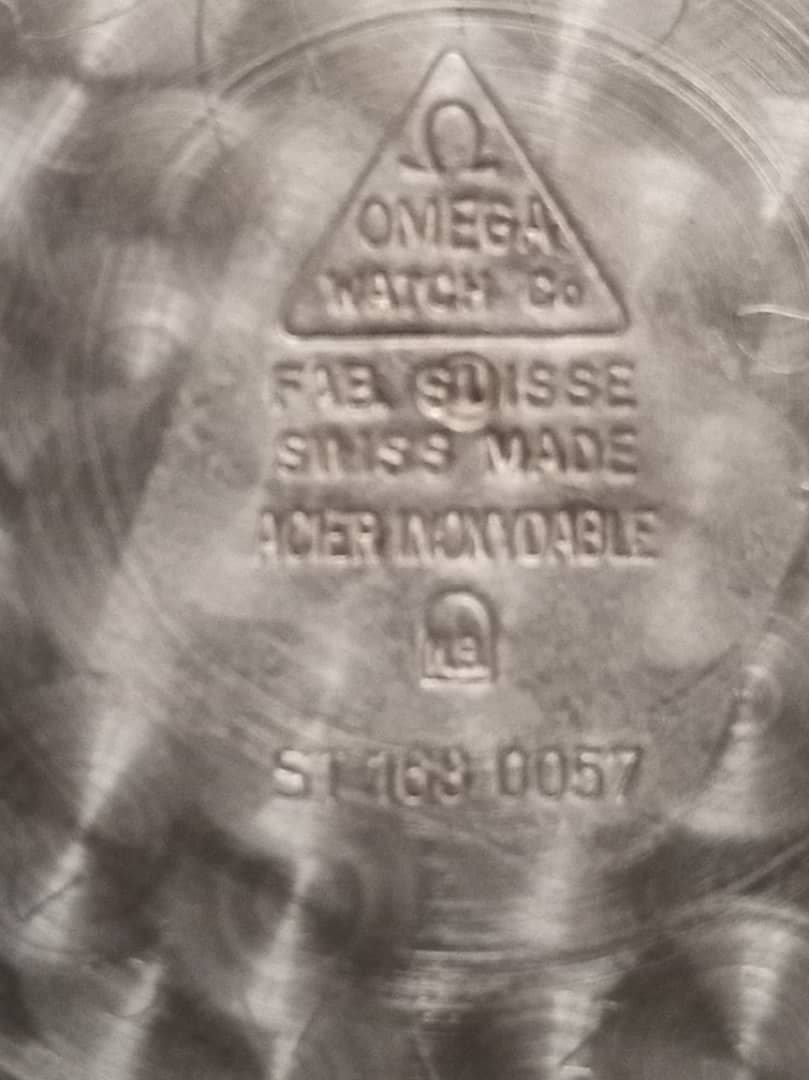 Ω
OMEGA
WATCH Co
FAB. SUISSE
SWISS MADE
ACIER INOXYDABLE
ST 168 0057